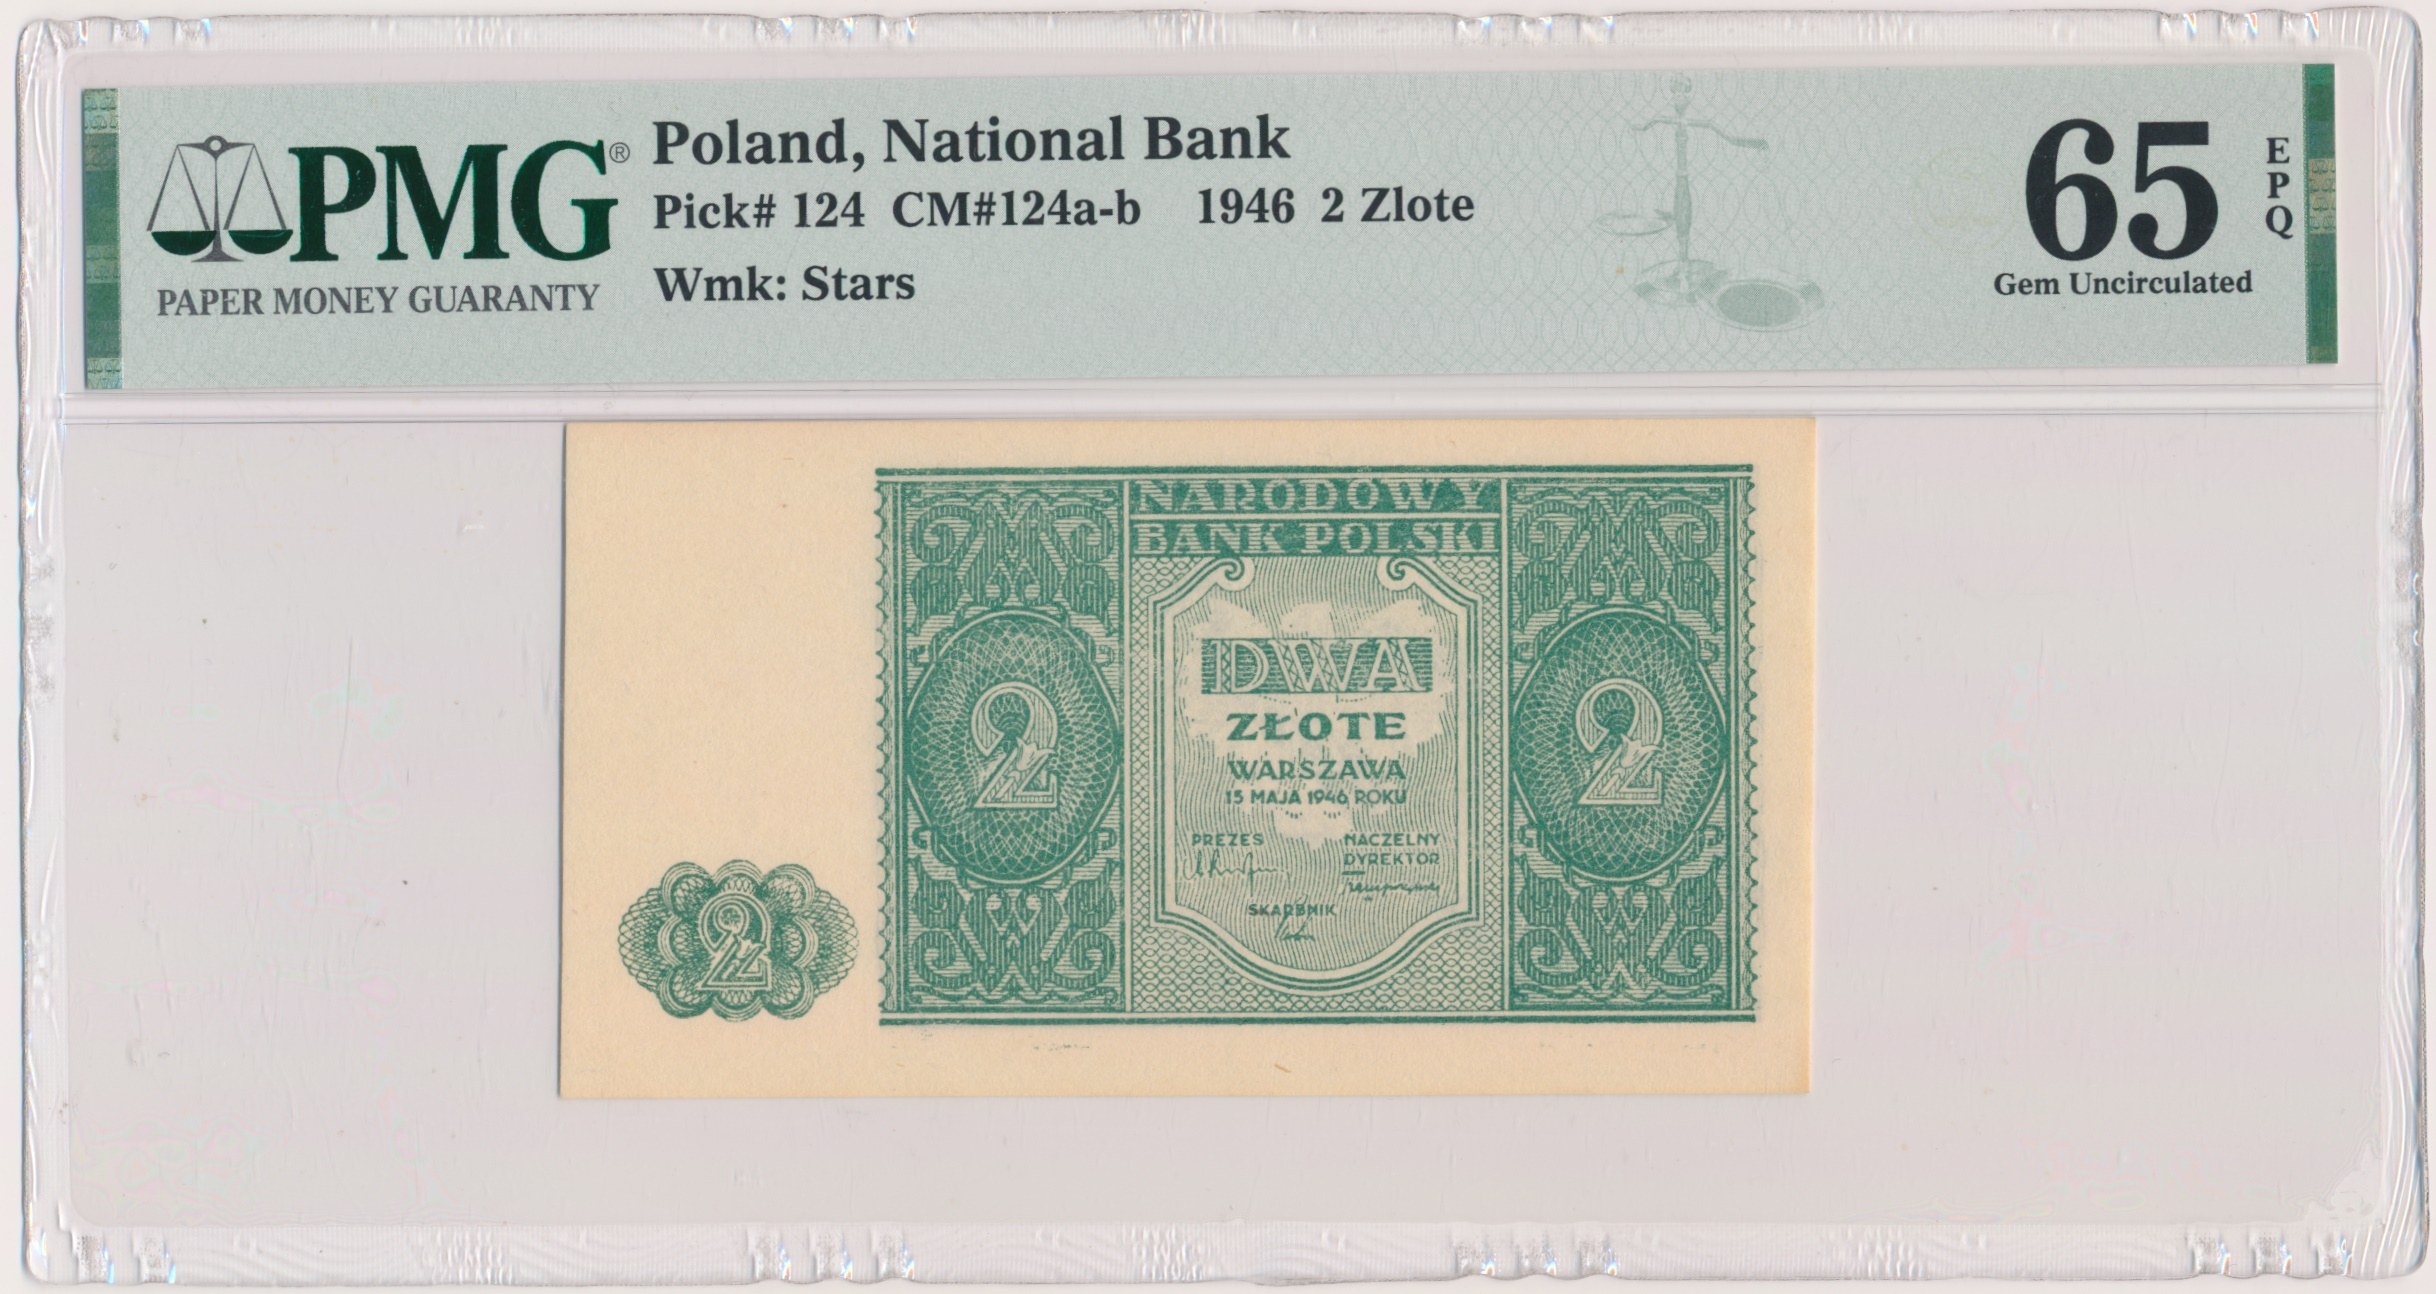 PMG®
PAPER MONEY GUARANTY
Poland, National Bank
Pick# 124 CM#124a-b 1946 2 Zlote
Wmk: Stars
65 EPQ
Gem Uncirculated
NARODOWY
BANK POLSKI
DWA
ZŁOTE
WARSZAWA
15 MAJA 1946 ROKU
PREZES
NACZELNY
DYREKTOR
SKARBNIK
2
2
2